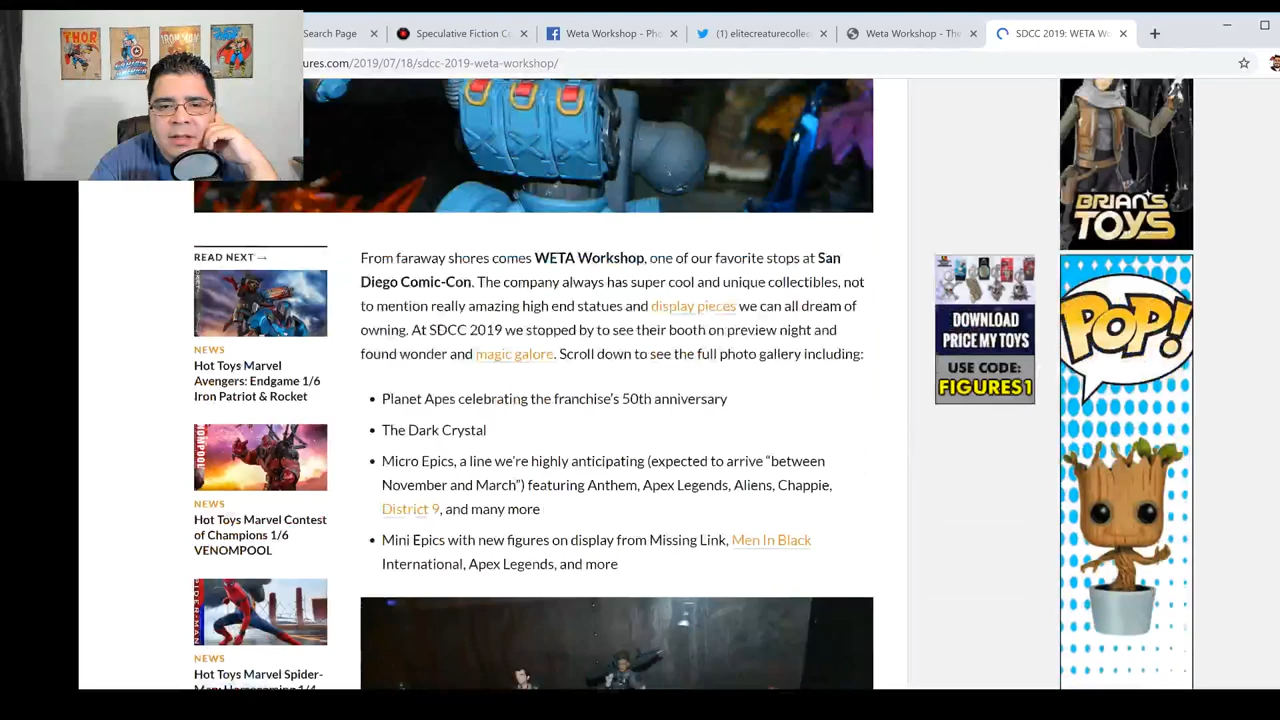 THOR
IRON MAN
Search Page
Speculative Fiction C
Weta Workshop - Pho
(1) elitecreaturecollec
Weta Workshop - The
SDCC 2019: WETA Wo
ures.com/2019/07/18/sdcc-2019-weta-workshop/
READ NEXT →
NEWS
Hot Toys Marvel
Avengers: Endgame 1/6
Iron Patriot & Rocket
NEWS
Hot Toys Marvel Contest
of Champions 1/6
VENOMPOOL
SPIDER-MAN
NEWS
Hot Toys Marvel Spider-
From faraway shores comes WETA Workshop, one of our favorite stops at San
Diego Comic-Con. The company always has super cool and unique collectibles, not
to mention really amazing high end statues and display pieces we can all dream of
owning. At SDCC 2019 we stopped by to see their booth on preview night and
found wonder and magic galore. Scroll down to see the full photo gallery including:
• Planet Apes celebrating the franchise’s 50th anniversary
• The Dark Crystal
• Micro Epics, a line we’re highly anticipating (expected to arrive “between
November and March”) featuring Anthem, Apex Legends, Aliens, Chappie,
District 9, and many more
• Mini Epics with new figures on display from Missing Link, Men In Black
International, Apex Legends, and more
DOWNLOAD
PRICE MY TOYS
USE CODE:
FIGURES1
BRIAN'S
TOYS
POP!